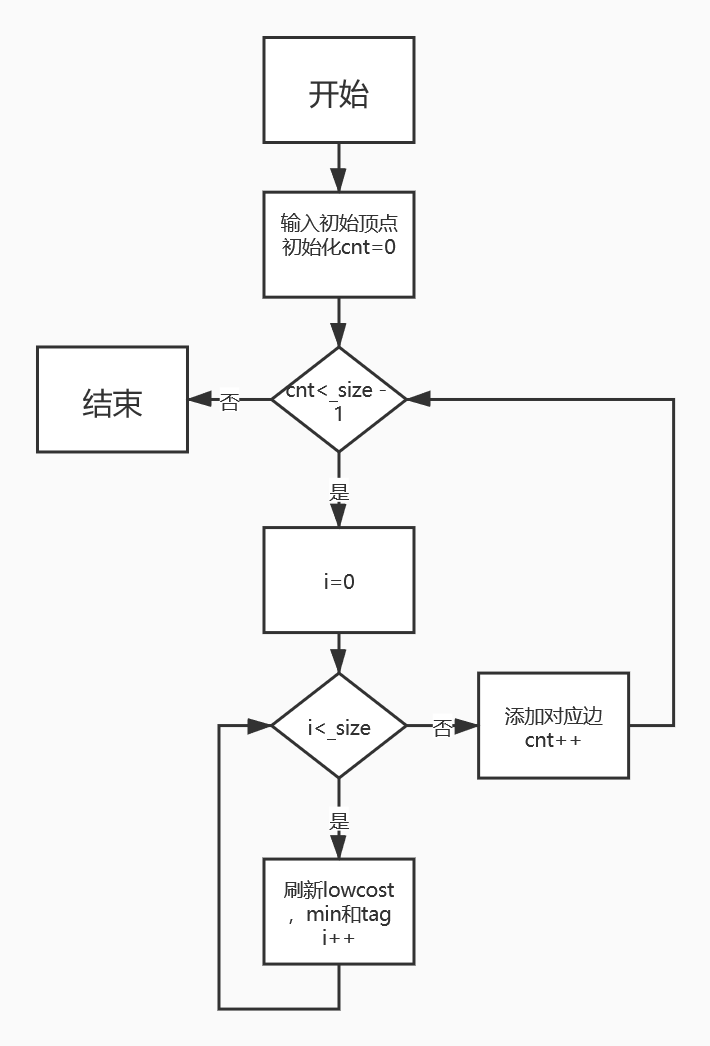 开始
输入初始顶点
初始化cnt=0
cnt<_size -
1
否
结束
是
i=0
i<_size
否
添加对应边
cnt++
是
刷新lowcost
，min和tag
i++